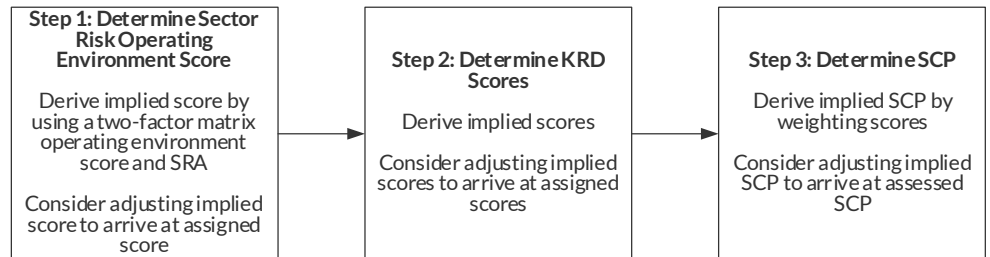 Step 1: Determine Sector
Risk Operating
Environment Score
Derive implied score by
using a two-factor matrix
operating environment
score and SRA
Consider adjusting implied
score to arrive at assigned
score
Step 2: Determine KRD
Scores
Derive implied scores
Consider adjusting implied
scores to arrive at assigned
scores
Step 3: Determine SCP
Derive implied SCP by
weighting scores
Consider adjusting implied
SCP to arrive at assessed
SCP